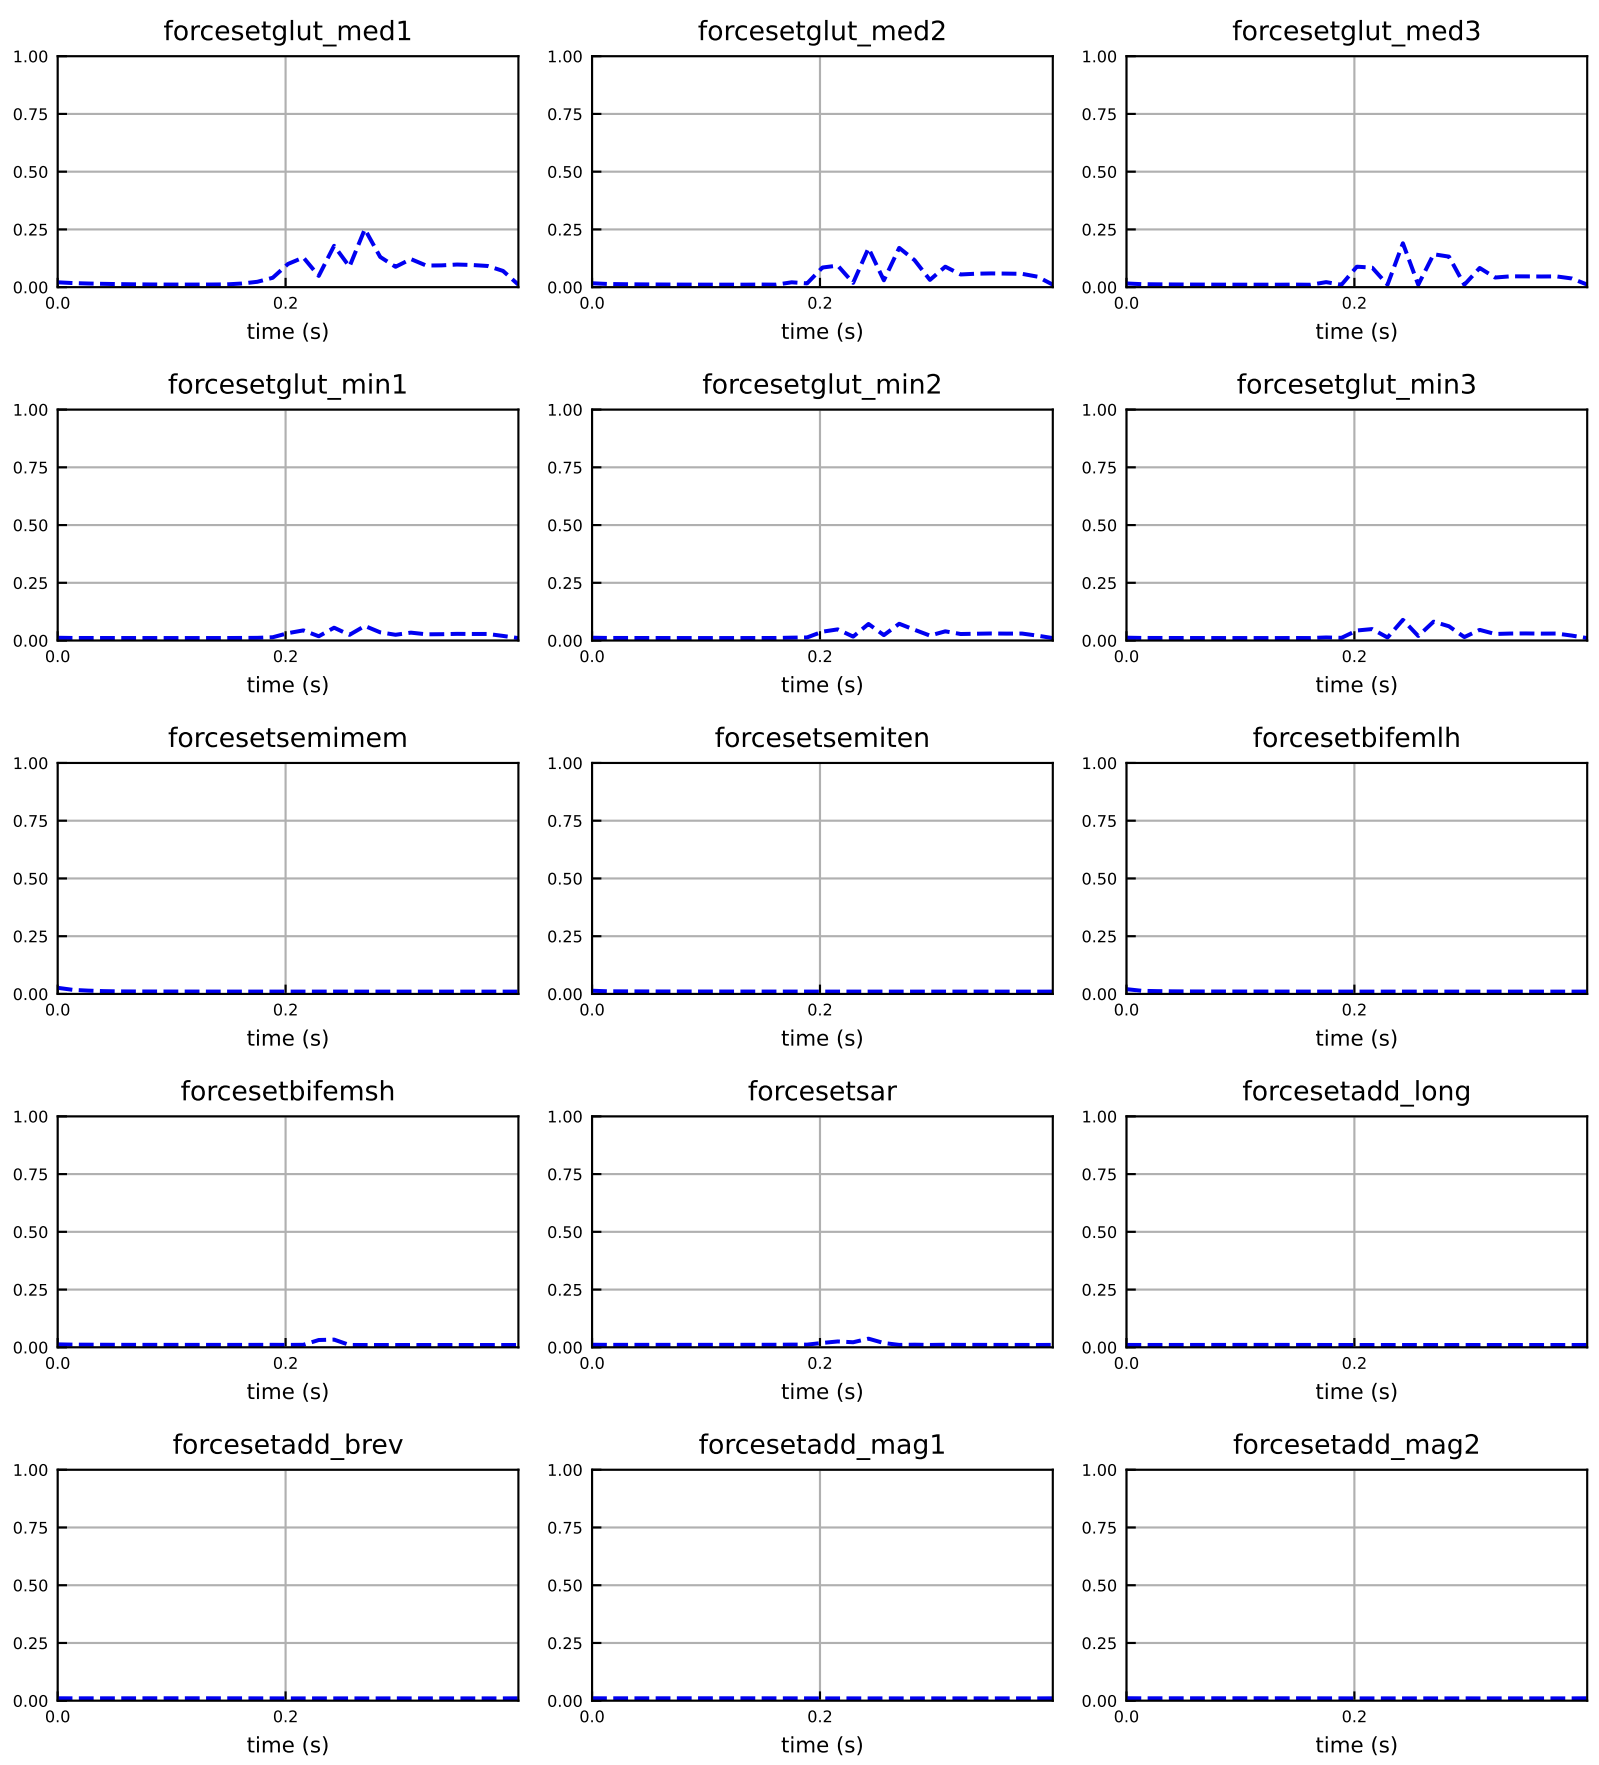 forcesetglut_med1 forcesetglut_med2 forcesetglut_med3
1.00 1.00 1.00
0.75 0.75 0.75
0.50 0.50 0.50
0.25 0.25 0.25
0.00 0.00 0.00
0.0 0.2 0.0 0.2 0.0 0.2
time (s) time (s) time (s)
forcesetglut_min1 forcesetglut_min2 forcesetglut_min3
1.00 1.00 1.00
0.75 0.75 0.75
0.50 0.50 0.50
0.25 0.25 0.25
0.00 0.00 0.00
0.0 0.2 0.0 0.2 0.0 0.2
time (s) time (s) time (s)
forcesetsemimem forcesetsemiten forcesetbifemlh
1.00 1.00 1.00
0.75 0.75 0.75
0.50 0.50 0.50
0.25 0.25 0.25
0.00 0.00 0.00
0.0 0.2 0.0 0.2 0.0 0.2
time (s) time (s) time (s)
forcesetbifemsh forcesetsar forcesetadd_long
1.00 1.00 1.00
0.75 0.75 0.75
0.50 0.50 0.50
0.25 0.25 0.25
0.00 0.00 0.00
0.0 0.2 0.0 0.2 0.0 0.2
time (s) time (s) time (s)
forcesetadd_brev forcesetadd_mag1 forcesetadd_mag2
1.00 1.00 1.00
0.75 0.75 0.75
0.50 0.50 0.50
0.25 0.25 0.25
0.00 0.00 0.00
0.0 0.2 0.0 0.2 0.0 0.2
time (s) time (s) time (s)